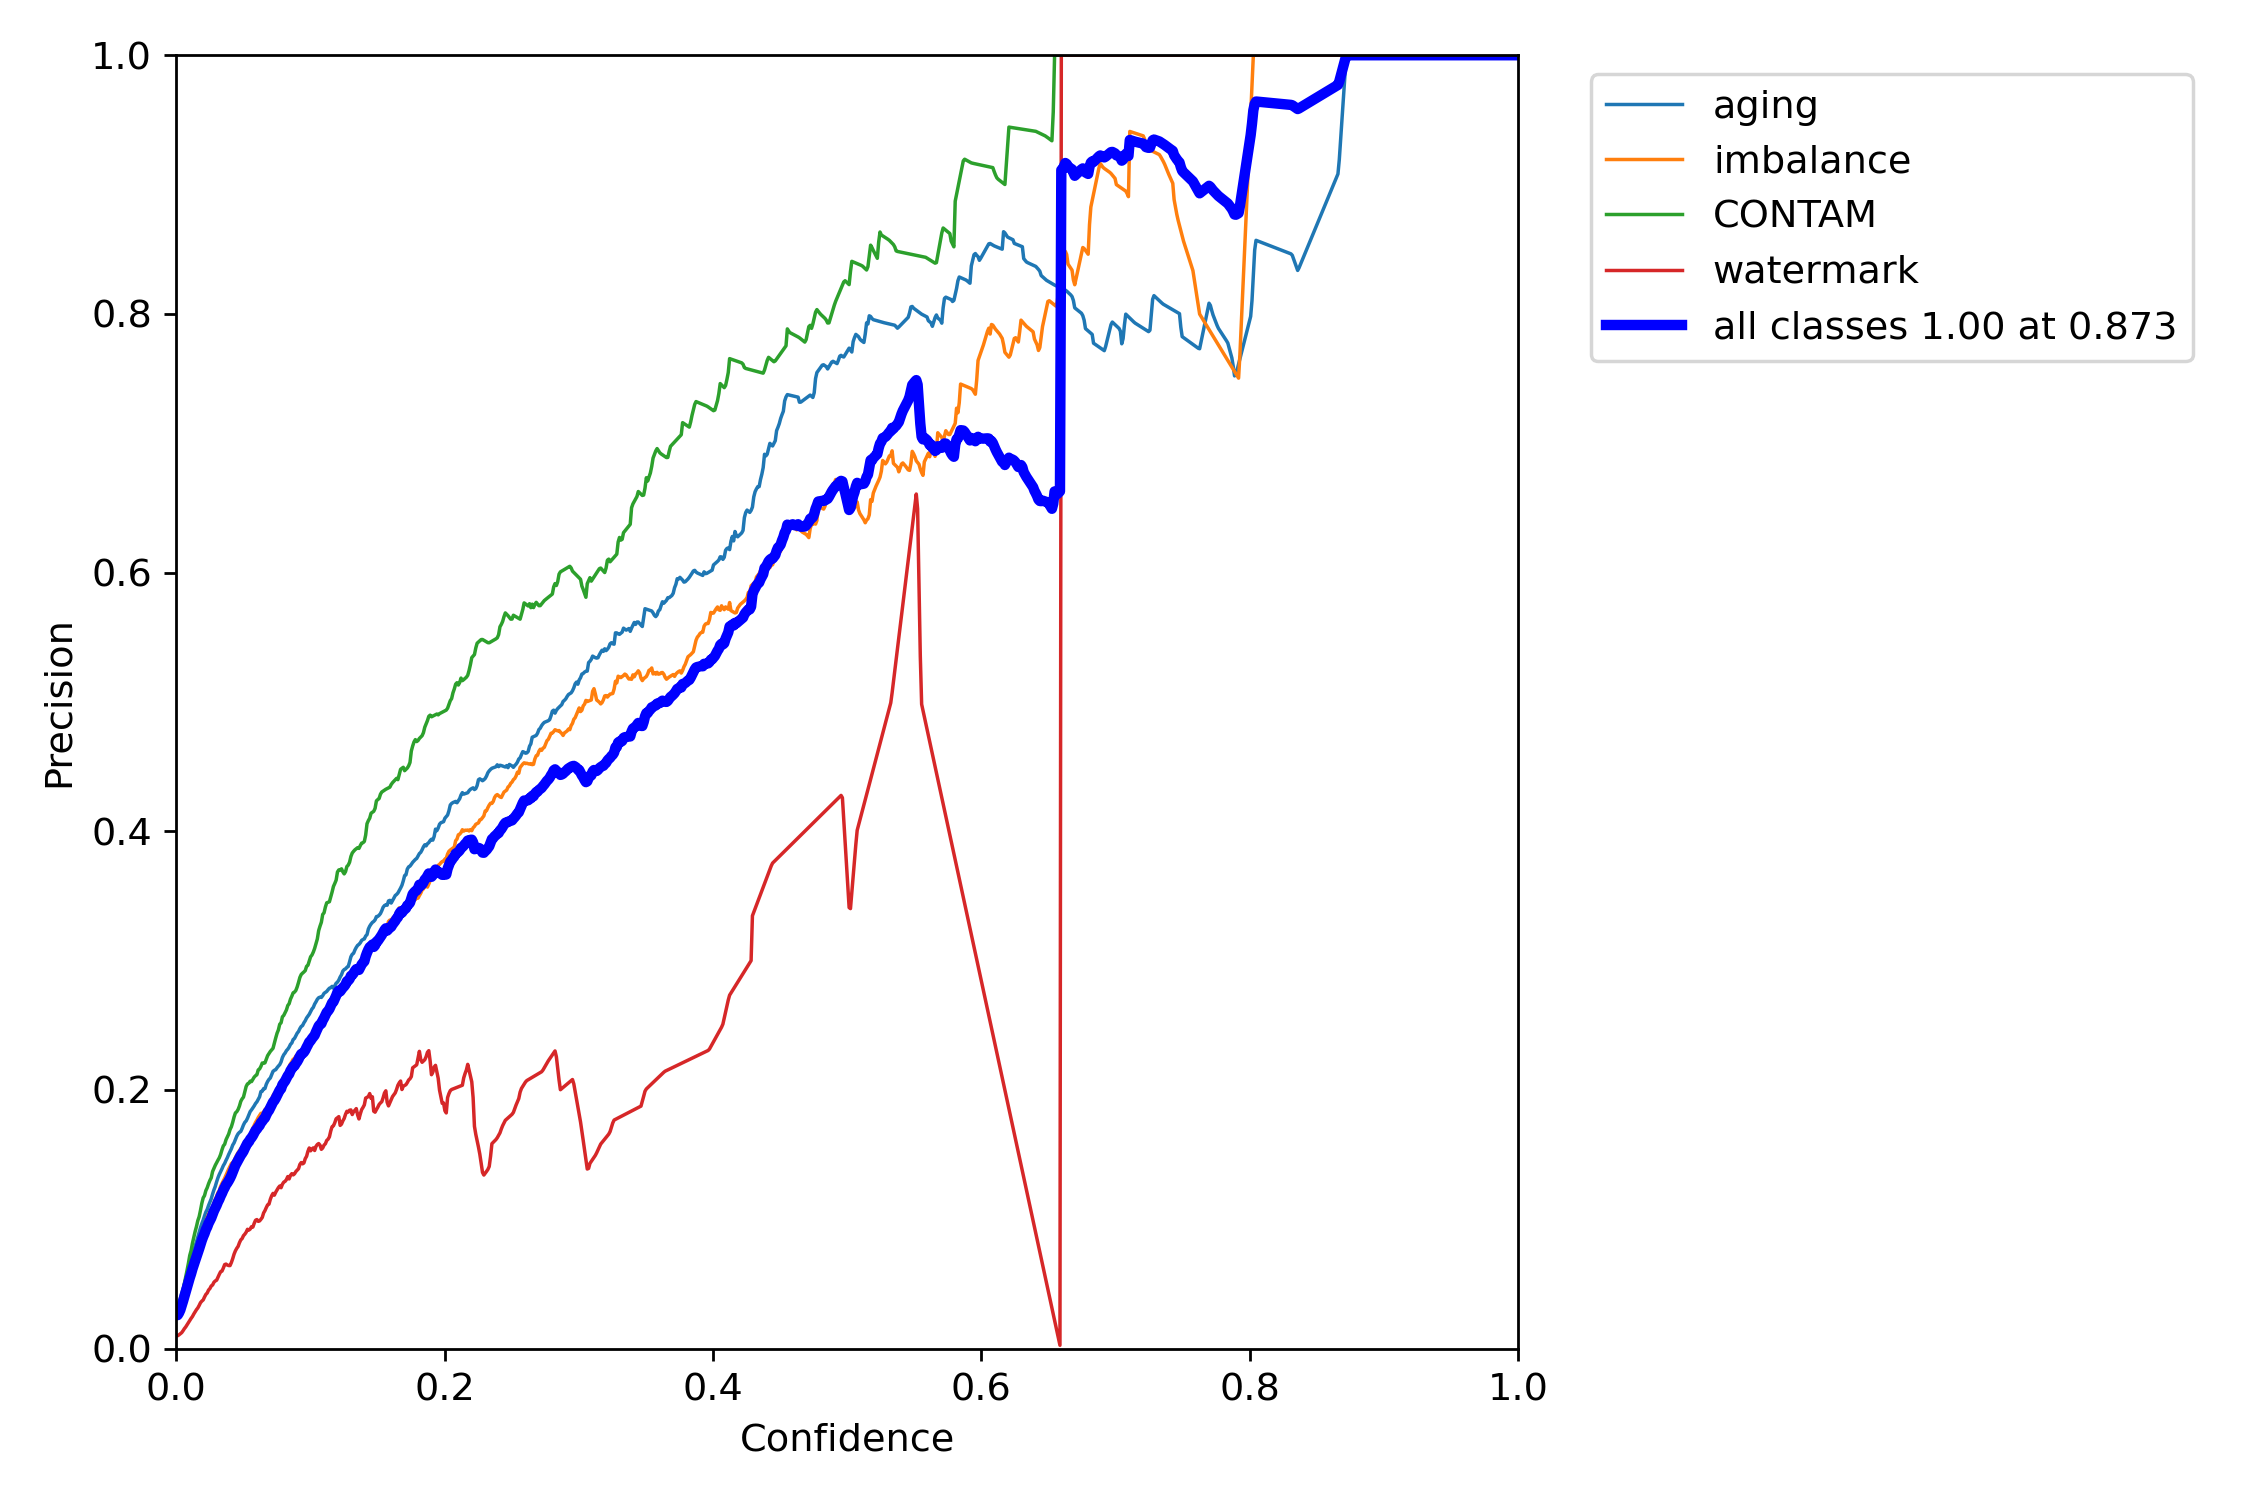 1.0
0.8
0.6
0.4
0.2
0.0
Precision
0.0 0.2 0.4 0.6 0.8 1.0
Confidence
aging
imbalance
CONTAM
watermark
all classes 1.00 at 0.873